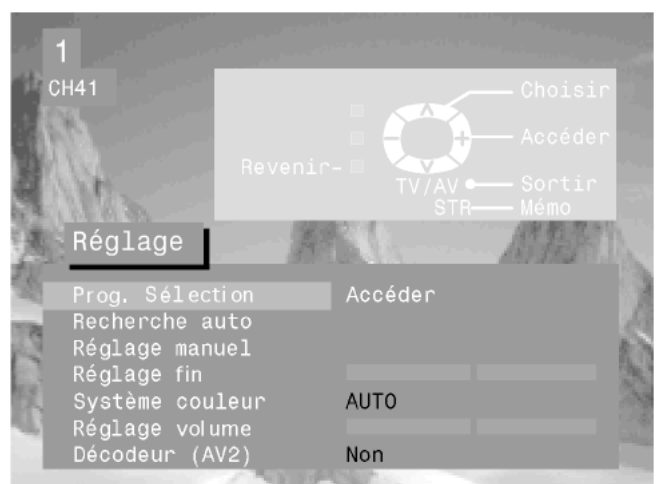 1
CH41
Choisir
Accéder
Revenir-
TV/AV
Sortir
STR
Mémo
Réglage
Prog. Sélection Accéder
Recherche auto
Réglage manuel
Réglage fin
Système couleur AUTO
Réglage volume
Décodeur (AV2) Non